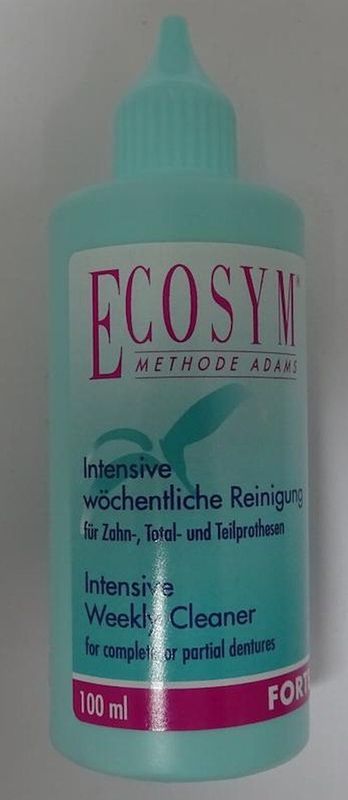 ECOSYM®
METHODE ADAMS
Intensive
wöchentliche Reinigung
für Zahn-, Total- und Teilprothesen
Intensive
Weekly Cleaner
for complete or partial dentures
100 ml